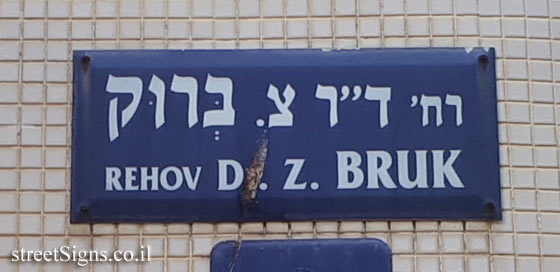 רח' ד"ר צ. ברוק
REHOV D . Z. BRUK
streetSigns.co.il